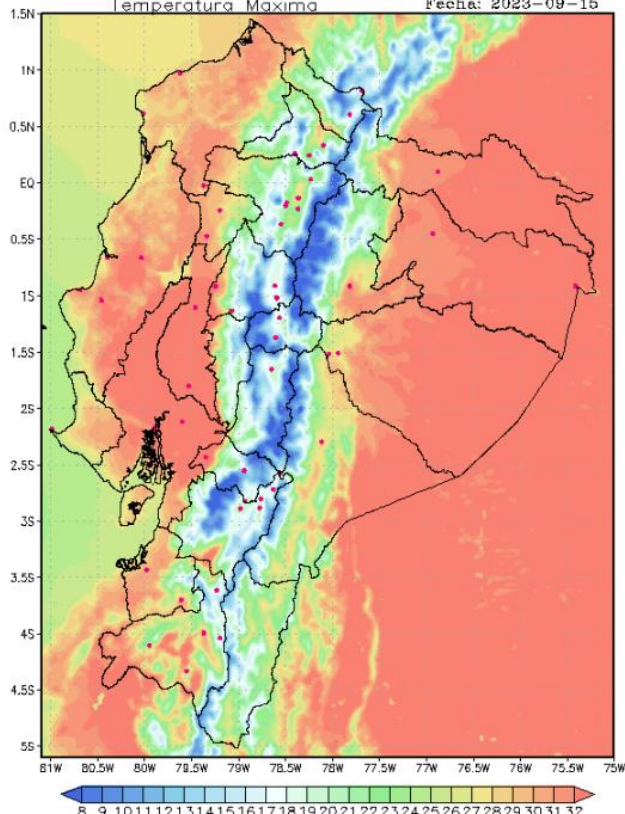 Temperatura Maxima Fecha: 2023-09-15
1.5N
1N
0.5N
EQ
0.5S
1S
1.5S
2S
2.5S
3S
3.5S
4S
4.5S
5S
81W 80.5W 80W 79.5W 79W 78.5W 78W 77.5W 77W 76.5W 76W 75.5W 75W
8 9 10 11 12 13 14 15 16 17 18 19 20 21 22 23 24 25 26 27 28 29 30 31 32